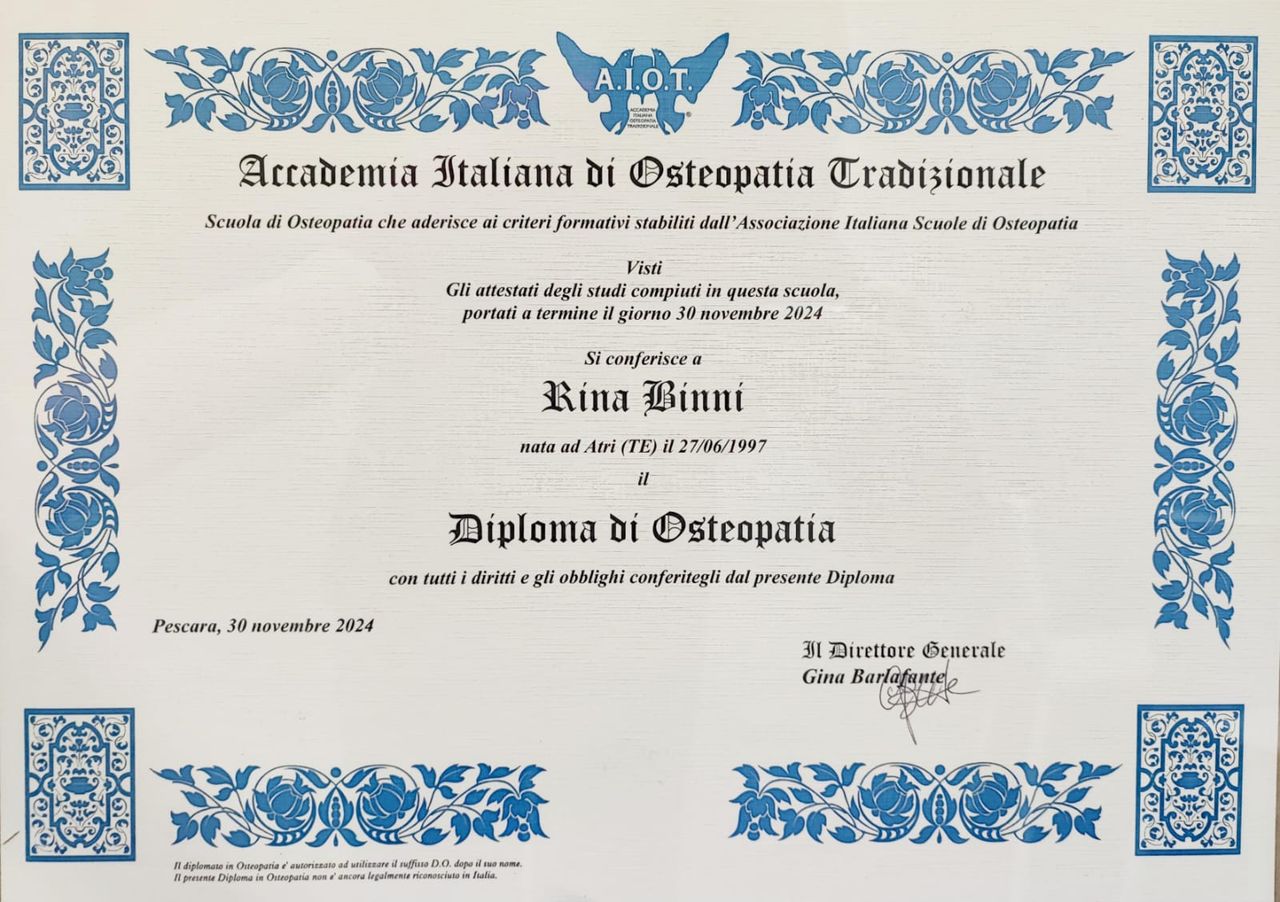 A.I.O.T.
ACCADEMIA
ITALIANA
OSTEOPATIA
TRADIZIONALE
®
Accademia Italiana di Osteopatia Tradizionale
Scuola di Osteopatia che aderisce ai criteri formativi stabiliti dall'Associazione Italiana Scuole di Osteopatia
Visti
Gli attestati degli studi compiuti in questa scuola,
portati a termine il giorno 30 novembre 2024
Si conferisce a
Rina Binni
nata ad Atri (TE) il 27/06/1997
il
Diploma di Osteopatia
con tutti i diritti e gli obblighi conferitegli dal presente Diploma
Pescara, 30 novembre 2024
Il Direttore Generale
Gina Barlafante
Il diplomato in Osteopatia e' autorizzato ad utilizzare il suffisso D.O. dopo il suo nome.
Il presente Diploma in Osteopatia non e' ancora legalmente riconosciuto in Italia.